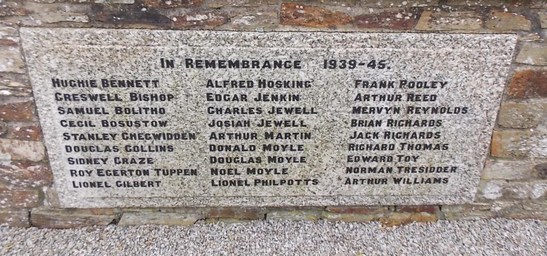 IN REMEMBRANCE 1939-45.
HUGHIE BENNETT
CRESWELL BISHOP
SAMUEL BOLITHO
CECIL BOSUSTOW
STANLEY CHEGWIDDEN
DOUGLAS COLLINS
SIDNEY CRAZE
ROY EGERTON TUPPEN
LIONEL GILBERT
ALFRED HOSKING
EDGAR JENKIN
CHARLES JEWELL
JOSIAH JEWELL
ARTHUR MARTIN
DONALD MOYLE
DOUGLAS MOYLE
NOEL MOYLE
LIONEL PHILPOTTS
FRANK POOLEY
ARTHUR REED
MERVYN REYNOLDS
BRIAN RICHARDS
JACK RICHARDS
RICHARD THOMAS
EDWARD TOY
NORMAN TRESIDDER
ARTHUR WILLIAMS